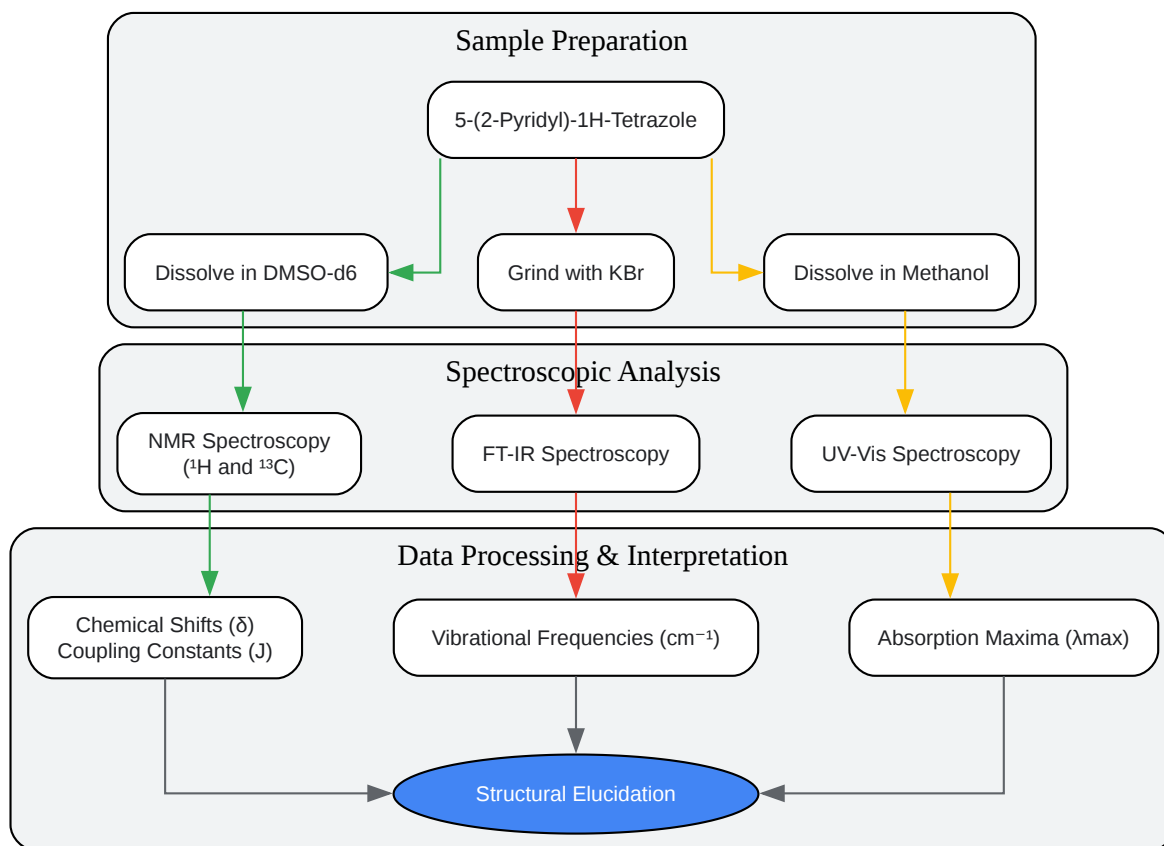 Sample Preparation
5-(2-Pyridyl)-1H-Tetrazole
Dissolve in DMSO-d6
Grind with KBr
Dissolve in Methanol
Spectroscopic Analysis
NMR Spectroscopy
(¹H and ¹³C)
FT-IR Spectroscopy
UV-Vis Spectroscopy
Data Processing & Interpretation
Chemical Shifts (δ)
Coupling Constants (J)
Vibrational Frequencies (cm⁻¹)
Absorption Maxima (λmax)
Structural Elucidation